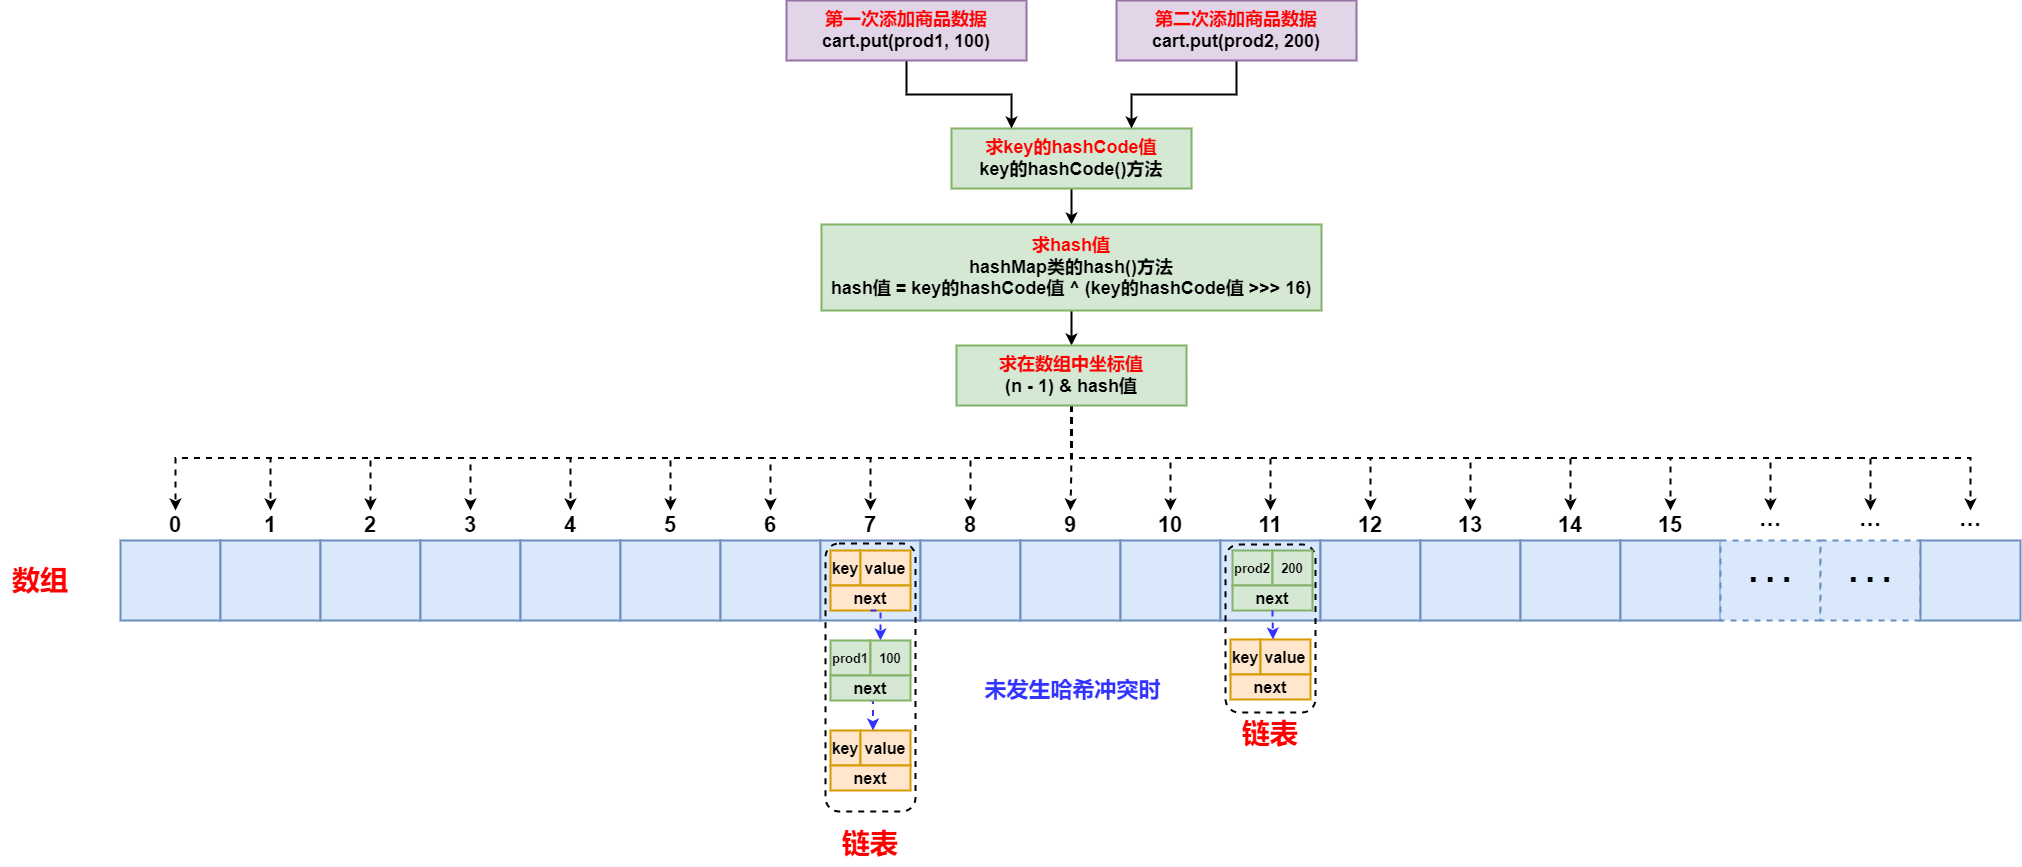 第一次添加商品数据
cart.put(prod1, 100)
第二次添加商品数据
cart.put(prod2, 200)
求key的hashCode值
key的hashCode()方法
求hash值
hashMap类的hash()方法
hash值 = key的hashCode值 ^ (key的hashCode值 >>> 16)
求在数组中坐标值
(n - 1) & hash值
0 1 2 3 4 5 6 7 8 9 10 11 12 13 14 15 ... ... ...
数组
key value
next
prod1 100
next
key value
next
链表
未发生哈希冲突时
prod2 200
next
key value
next
链表
... ...